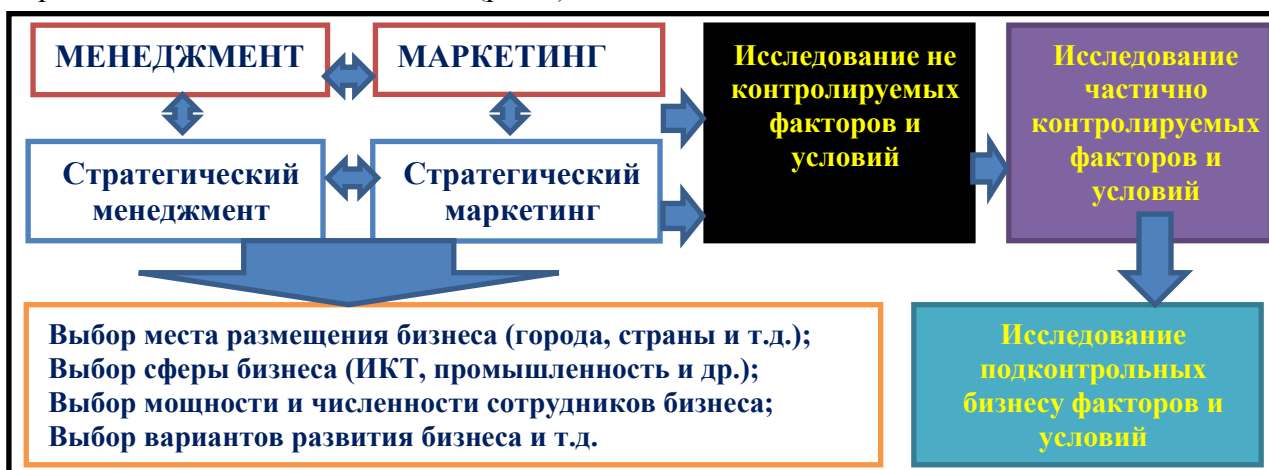 МЕНЕДЖМЕНТ
МАРКЕТИНГ
Стратегический
менеджмент
Стратегический
маркетинг
Исследование не
контролируемых
факторов и
условий
Исследование
частично
контролируемых
факторов и
условий
Выбор места размещения бизнеса (города, страны и т.д.);
Выбор сферы бизнеса (ИКТ, промышленность и др.);
Выбор мощности и численности сотрудников бизнеса;
Выбор вариантов развития бизнеса и т.д.
Исследование
подконтрольных
бизнесу факторов и
условий